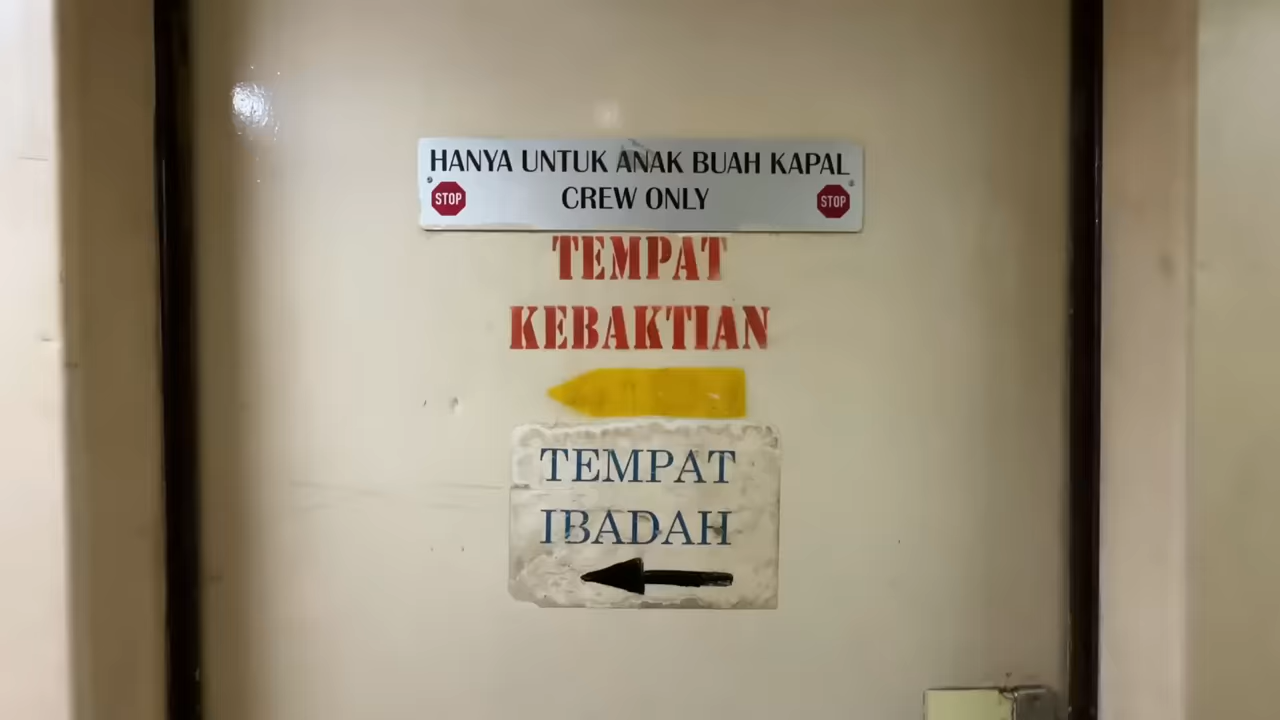 HANYA UNTUK ANAK BUAH KAPAL
STOP CREW ONLY STOP
TEMPAT
KEBAKTIAN
TEMPAT
IBADAH